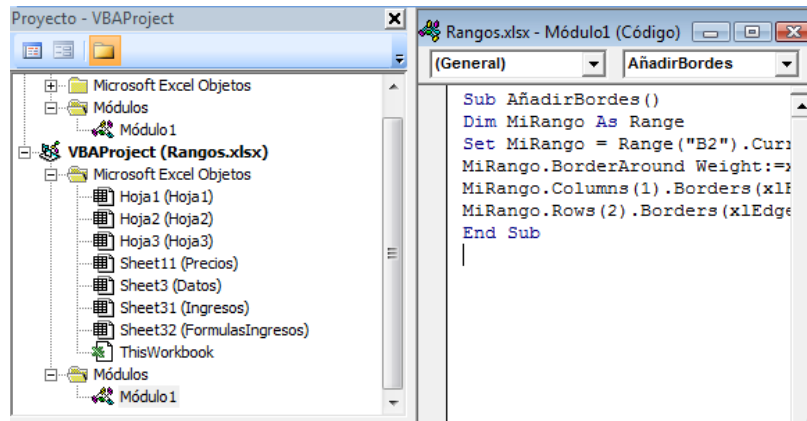 Proyecto - VBAProject
Microsoft Excel Objetos
Módulos
Módulo1
VBAProject (Rangos.xlsx)
Microsoft Excel Objetos
Hoja1 (Hoja1)
Hoja2 (Hoja2)
Hoja3 (Hoja3)
Sheet11 (Precios)
Sheet3 (Datos)
Sheet31 (Ingresos)
Sheet32 (FormulasIngresos)
ThisWorkbook
Módulos
Módulo1
Rangos.xlsx - Módulo1 (Código)
(General) AñadirBordes
Sub AñadirBordes()
Dim MiRango As Range
Set MiRango = Range("B2").Curr
MiRango.BorderAround Weight:=
MiRango.Columns(1).Borders(xl
MiRango.Rows(2).Borders(xlEdge
End Sub